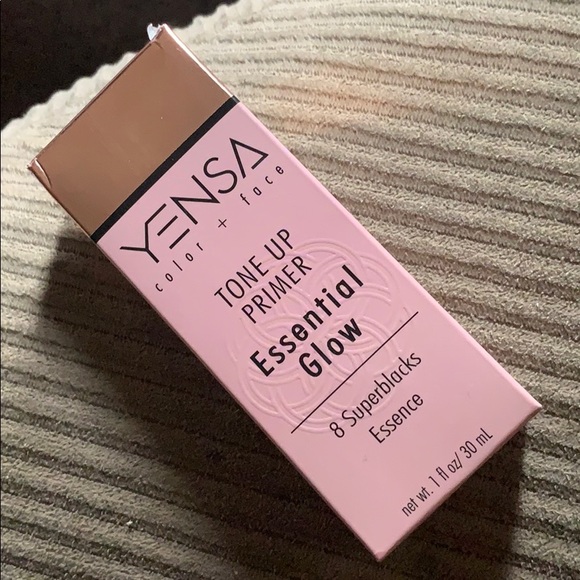 YENSA
color + face
TONE UP
PRIMER
Essential
Glow
8 Superblacks
Essence
net wt. 1 fl oz/30 mL